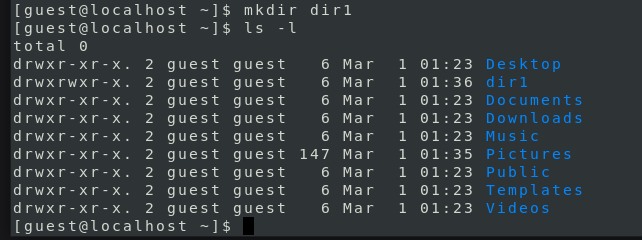 [guest@localhost ~]$ mkdir dir1
[guest@localhost ~]$ ls -l
total 0
drwxr-xr-x. 2 guest guest   6 Mar  1 01:23 Desktop
drwxrwxr-x. 2 guest guest   6 Mar  1 01:36 dir1
drwxr-xr-x. 2 guest guest   6 Mar  1 01:23 Documents
drwxr-xr-x. 2 guest guest   6 Mar  1 01:23 Downloads
drwxr-xr-x. 2 guest guest   6 Mar  1 01:23 Music
drwxr-xr-x. 2 guest guest 147 Mar  1 01:35 Pictures
drwxr-xr-x. 2 guest guest   6 Mar  1 01:23 Public
drwxr-xr-x. 2 guest guest   6 Mar  1 01:23 Templates
drwxr-xr-x. 2 guest guest   6 Mar  1 01:23 Videos
[guest@localhost ~]$